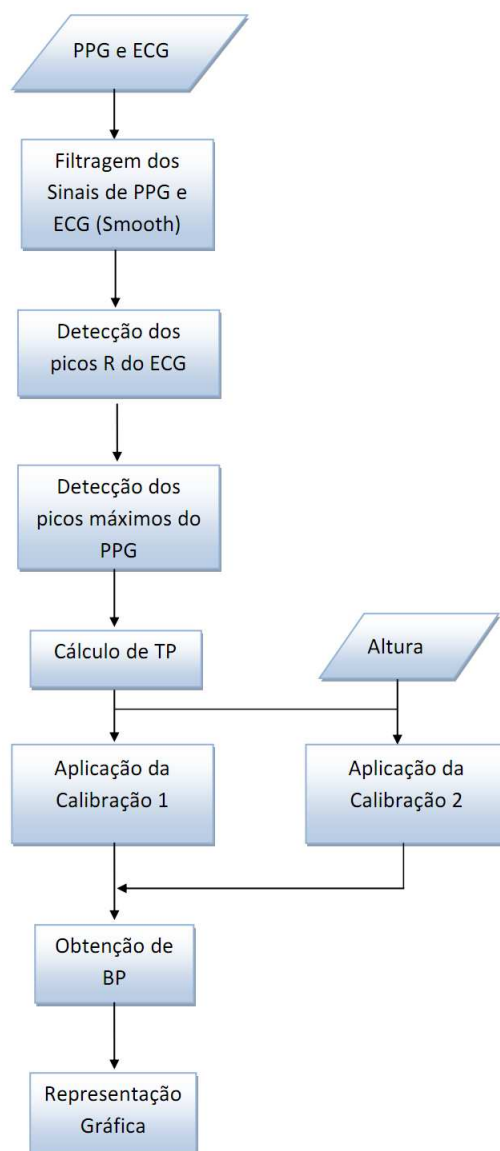 PPG e ECG
Filtragem dos
Sinais de PPG e
ECG (Smooth)
Detecção dos
picos R do ECG
Detecção dos
picos máximos do
PPG
Cálculo de TP
Altura
Aplicação da
Calibração 1
Aplicação da
Calibração 2
Obtenção de
BP
Representação
Gráfica